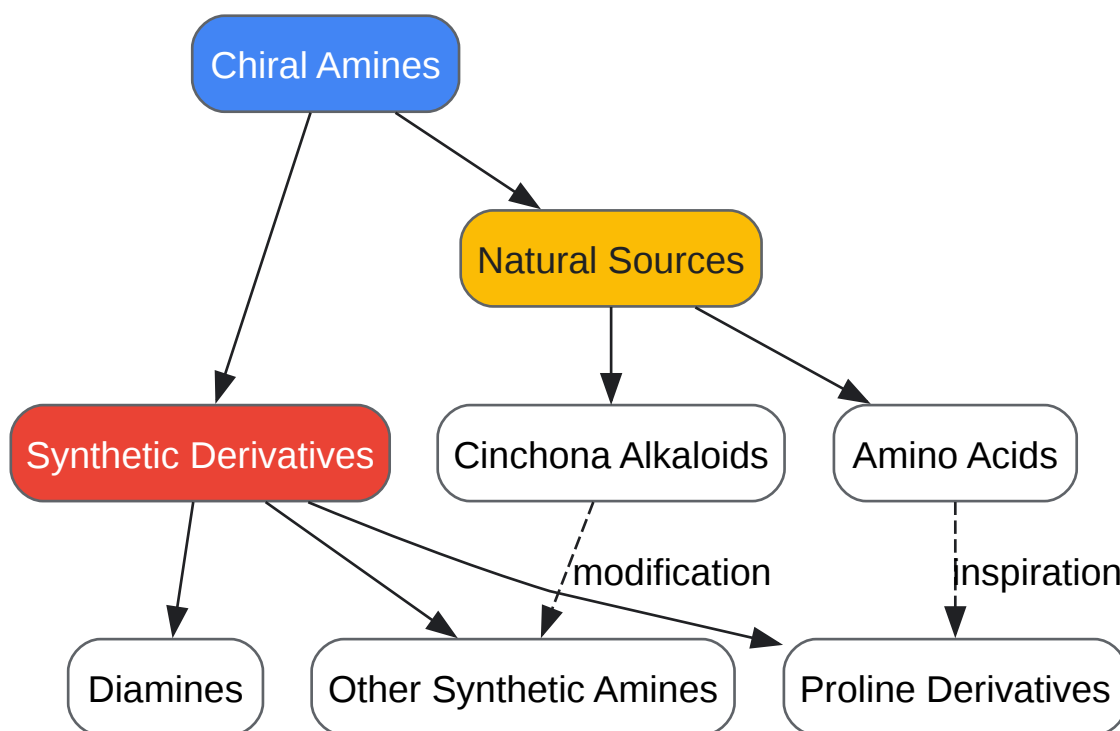 Chiral Amines
Natural Sources
Synthetic Derivatives
Cinchona Alkaloids
Amino Acids
modification
inspiration
Diamines
Other Synthetic Amines
Proline Derivatives